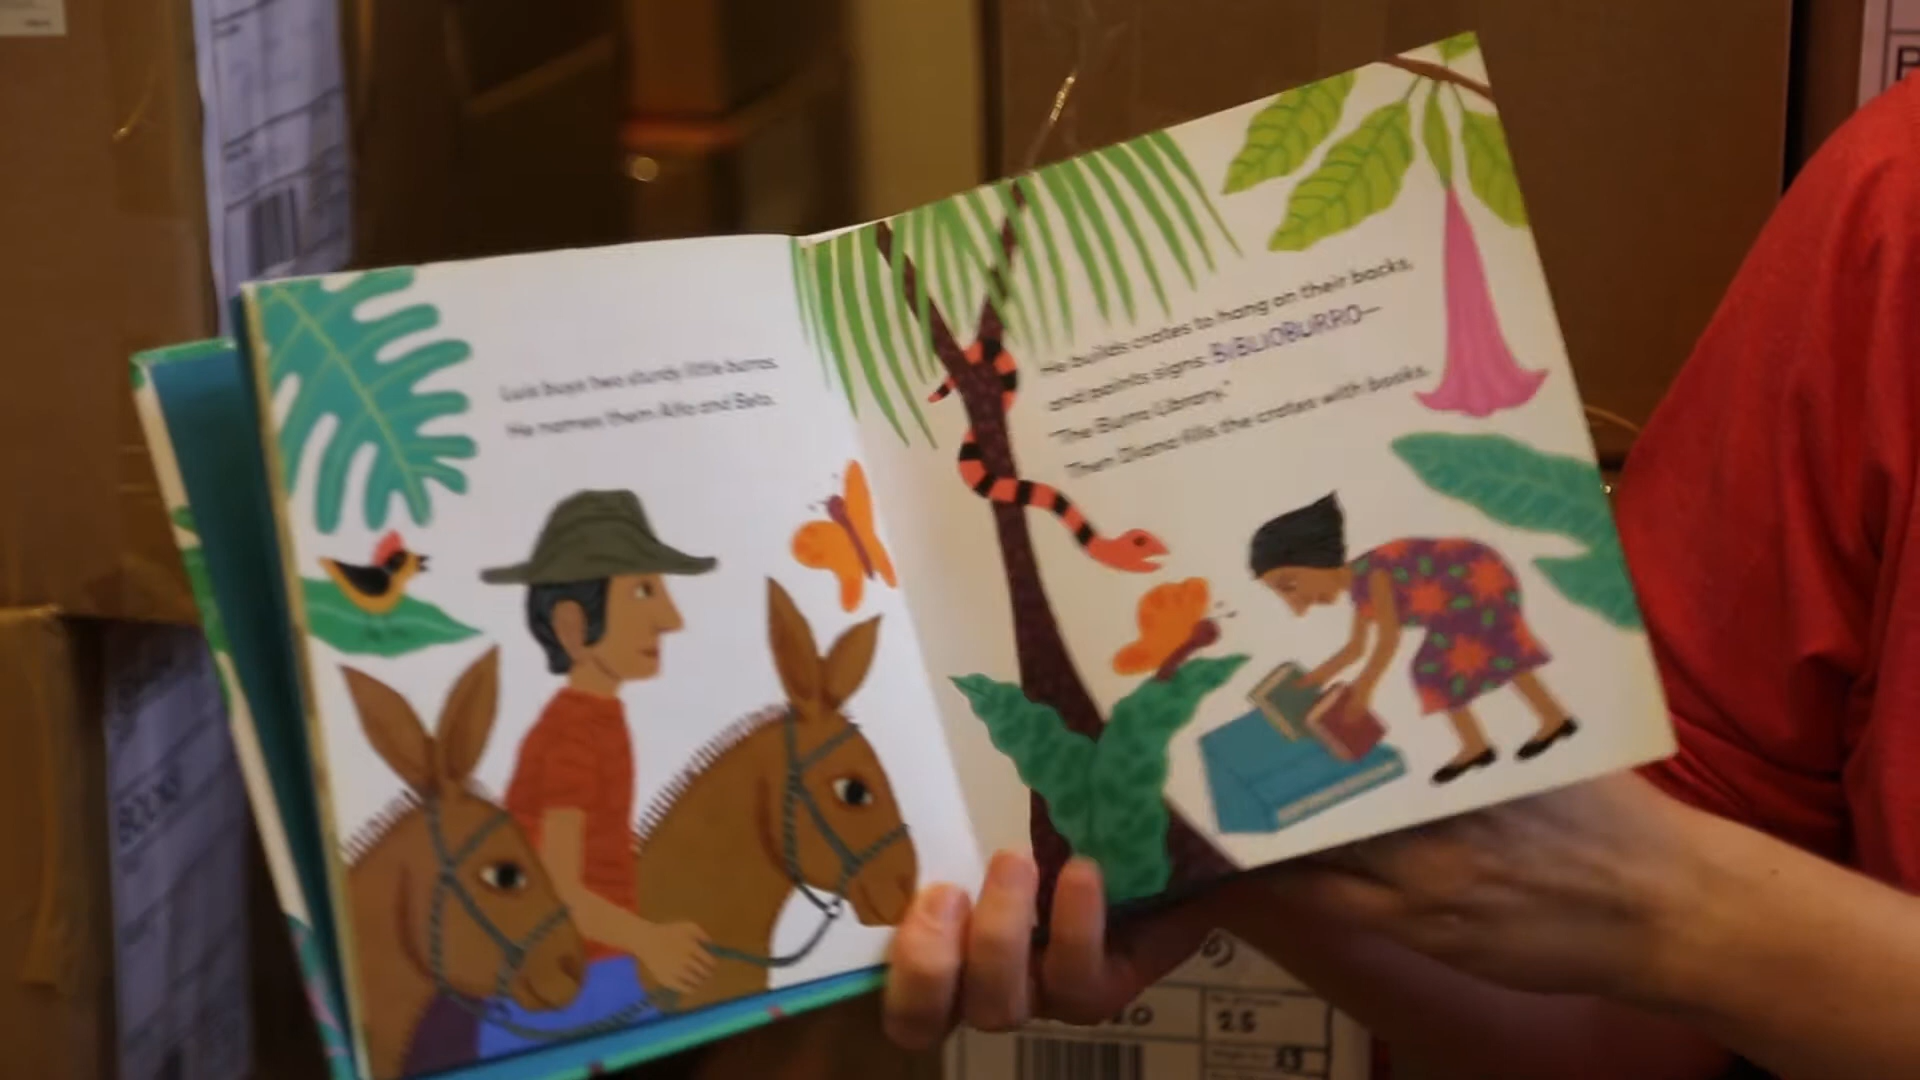 Luis buys two sturdy little burros.
He names them Alfa and Beto.
He builds crates to hang on their backs,
and paints signs: BIBLIOBURRO—
"The Burro Library."
Then Diana fills the crates with books.
25